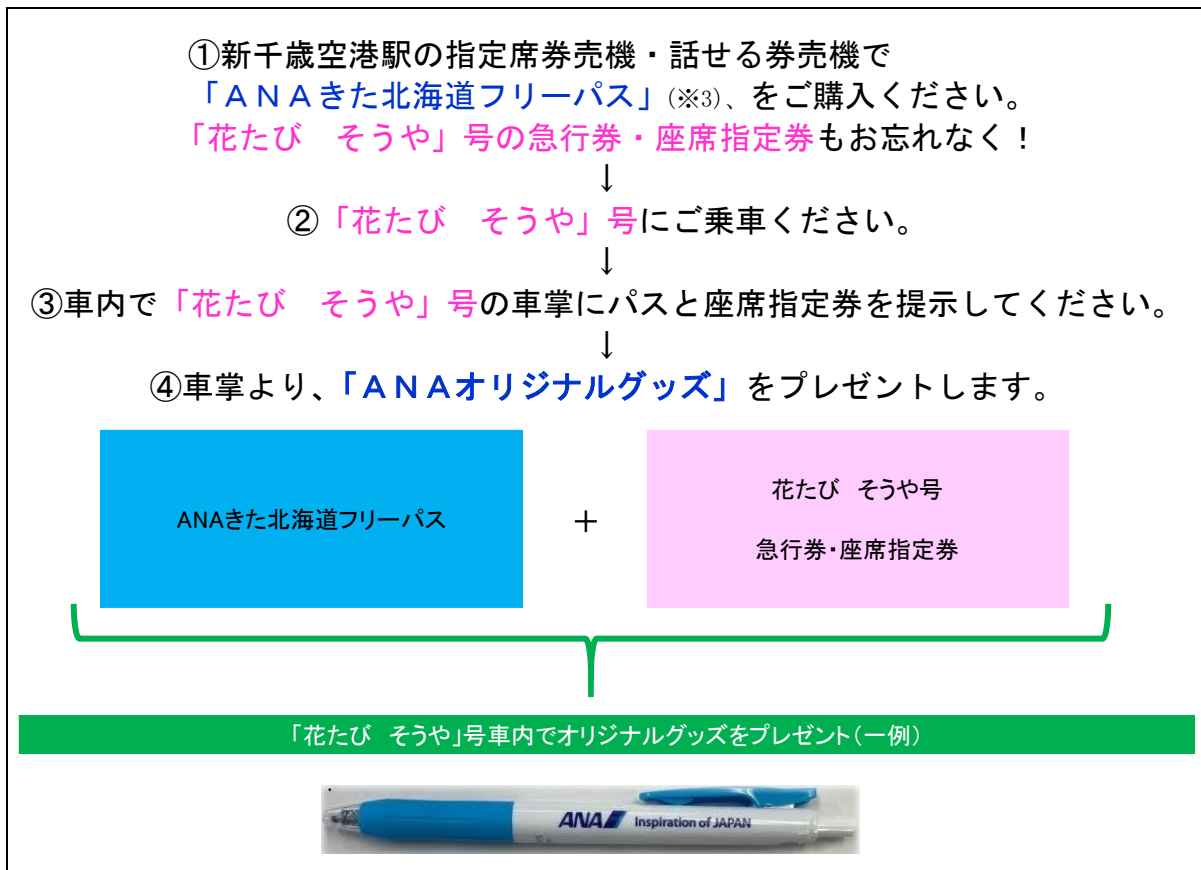 ①新千歳空港駅の指定席券売機・話せる券売機で
「ＡＮＡきた北海道フリーパス」(※3)、をご購入ください。
「花たび　そうや」号の急行券・座席指定券もお忘れなく！
↓
②「花たび　そうや」号にご乗車ください。
↓
③車内で「花たび　そうや」号の車掌にパスと座席指定券を提示してください。
↓
④車掌より、「ＡＮＡオリジナルグッズ」をプレゼントします。
ANAきた北海道フリーパス
＋
花たび　そうや号
急行券・座席指定券
「花たび　そうや」号車内でオリジナルグッズをプレゼント（一例）
ANA Inspiration of JAPAN